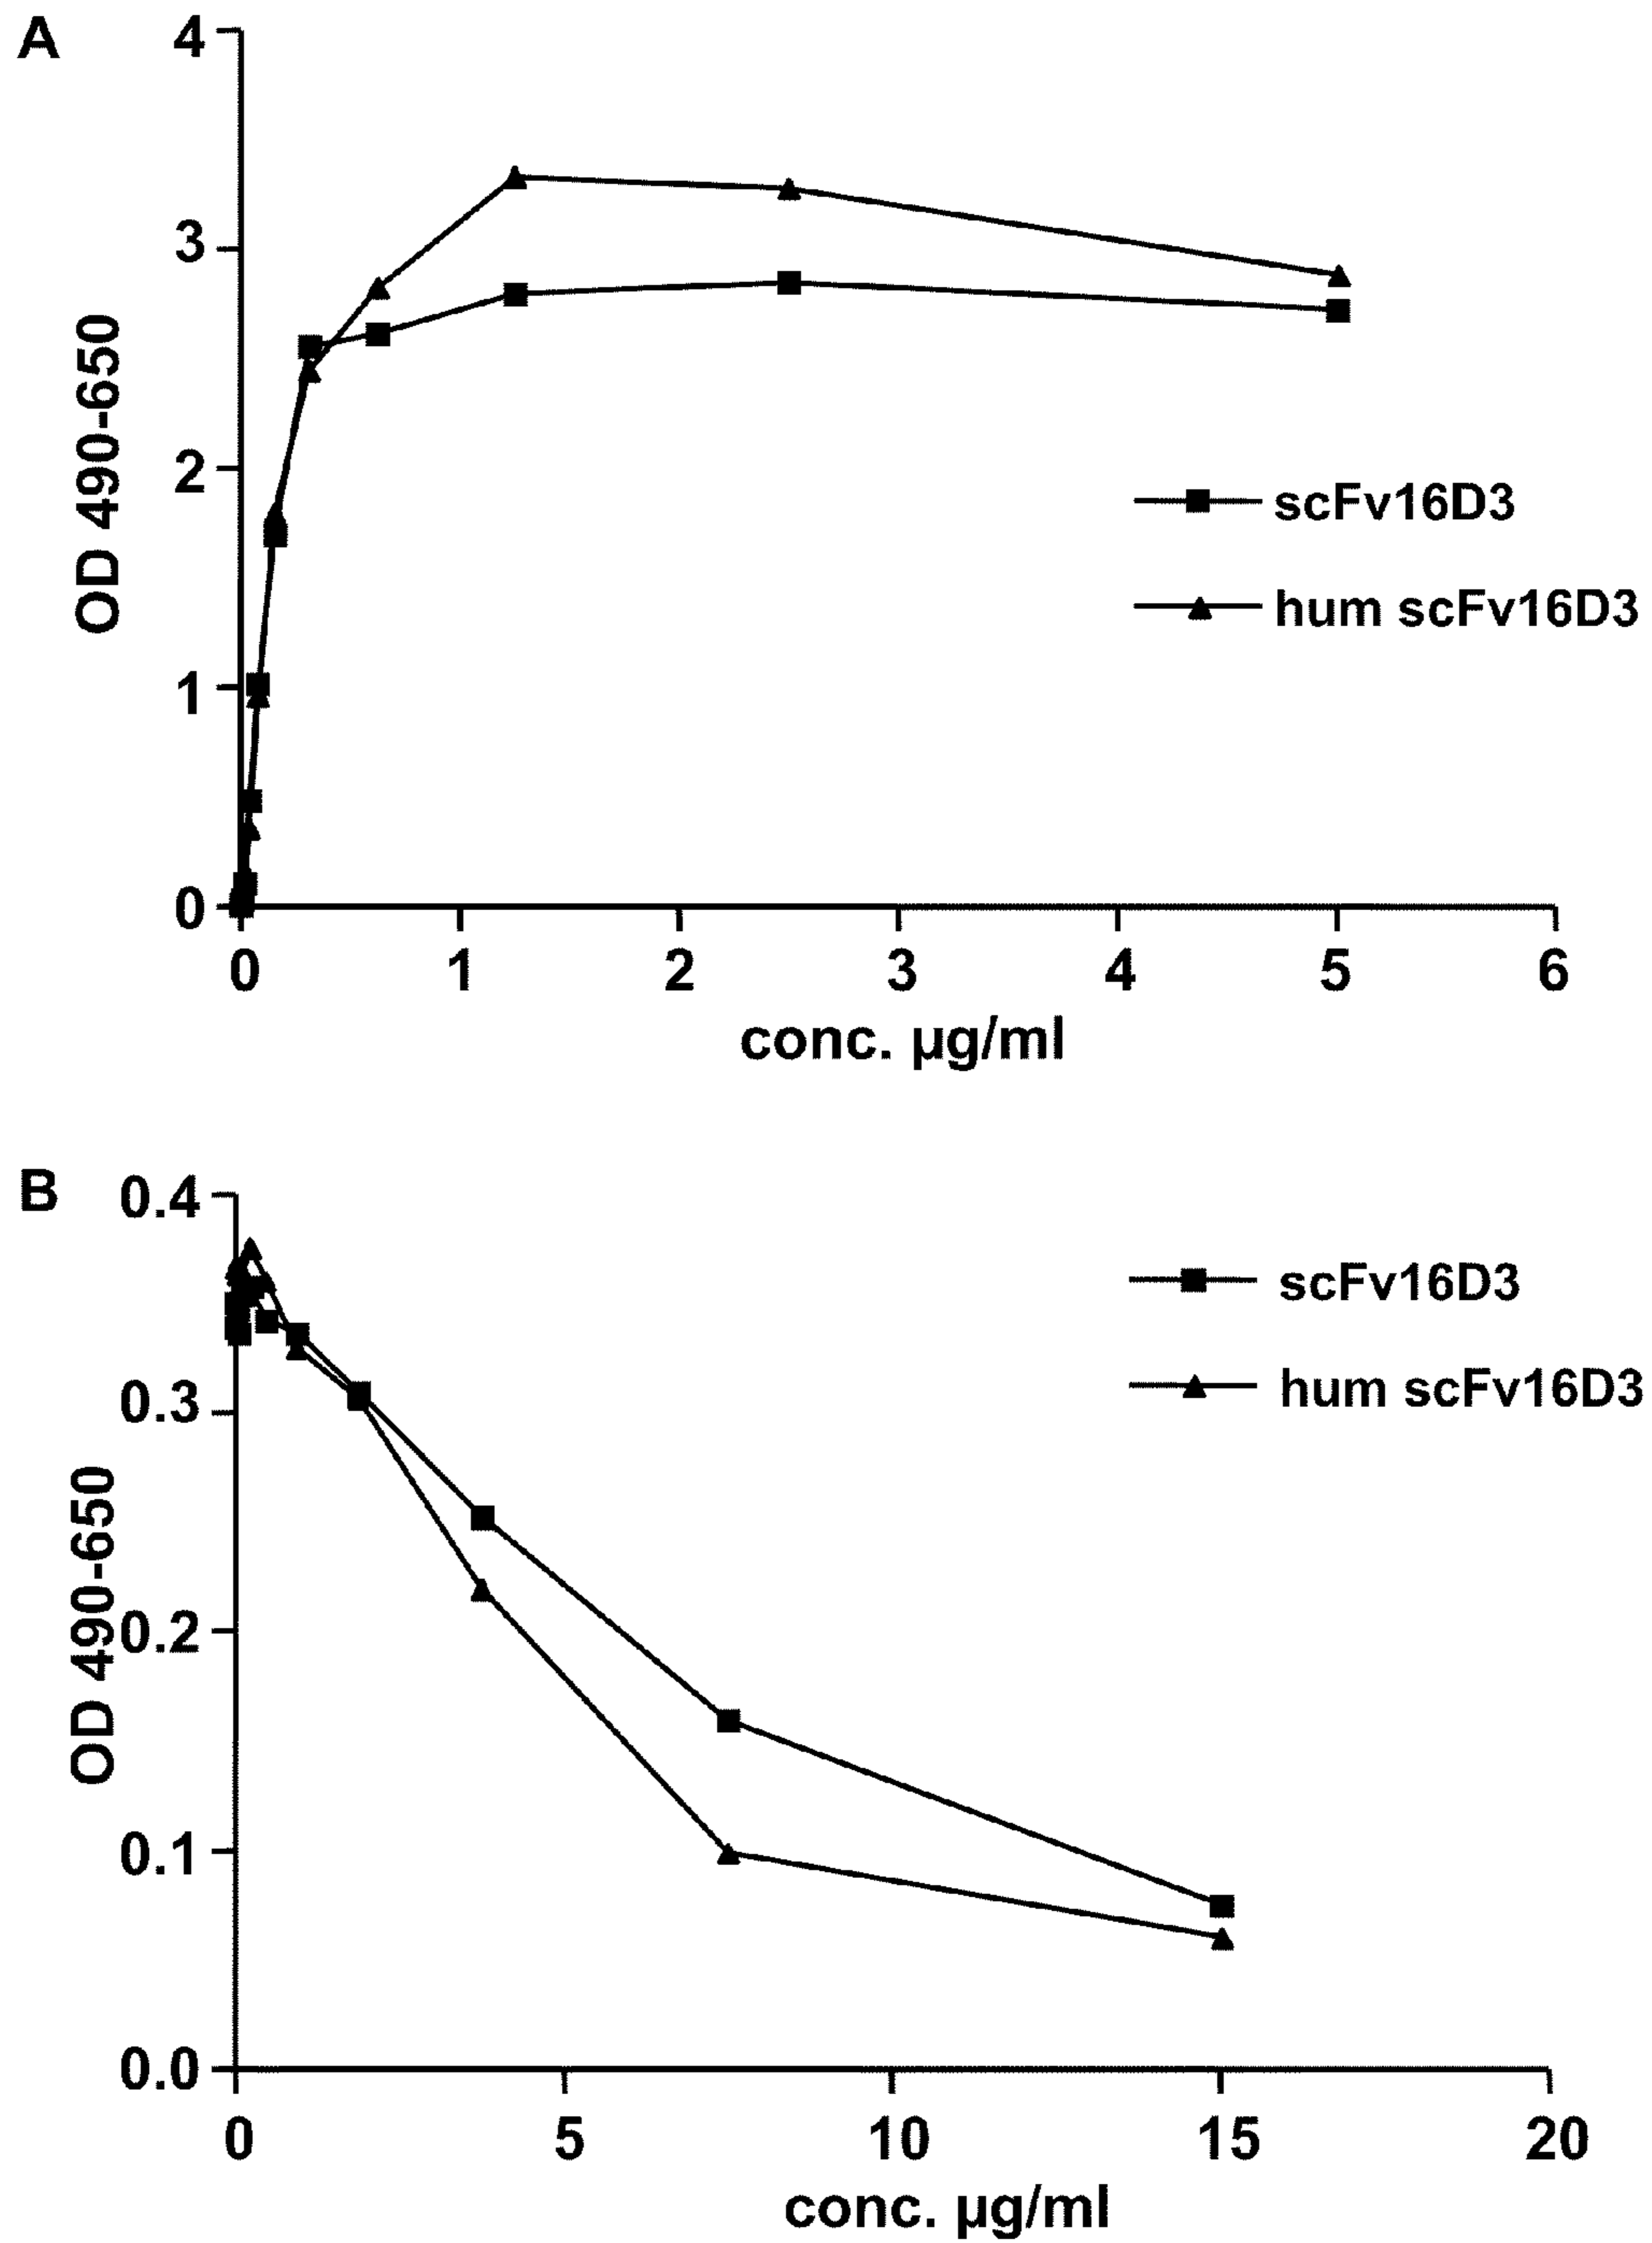 A
4
3
2
1
0
OD 490-650
scFv16D3
hum scFv16D3
0 1 2 3 4 5 6
conc. µg/ml
B
0.4
0.3
0.2
0.1
0.0
OD 490-650
scFv16D3
hum scFv16D3
0 5 10 15 20
conc. µg/ml